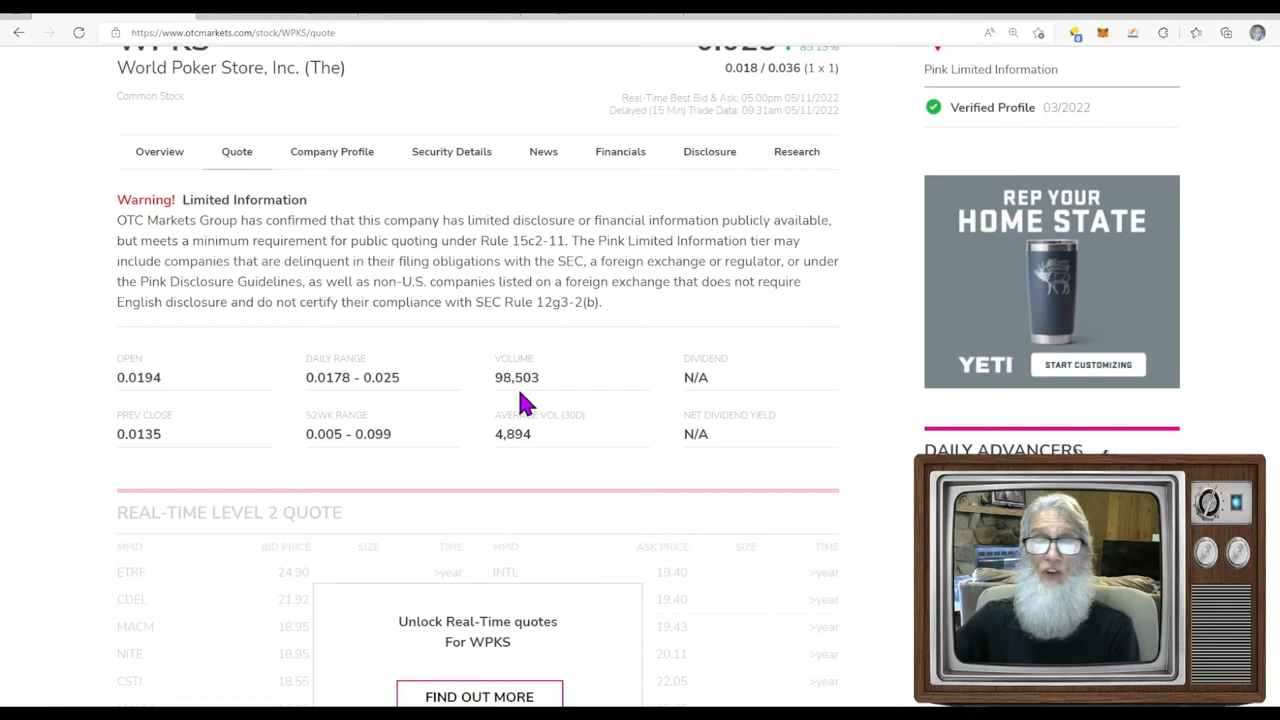 https://www.otcmarkets.com/stock/WPKS/quote
WPKS
0.025 85.19%
World Poker Store, Inc. (The)
0.018 / 0.036 (1 x 1)
Common Stock
Real-Time Best Bid & Ask: 05:00pm 05/11/2022
Delayed (15 Min) Trade Data: 09:31am 05/11/2022
Pink Limited Information
Verified Profile 03/2022
Overview Quote Company Profile Security Details News Financials Disclosure Research
Warning! Limited Information
OTC Markets Group has confirmed that this company has limited disclosure or financial information publicly available,
but meets a minimum requirement for public quoting under Rule 15c2-11. The Pink Limited Information tier may
include companies that are delinquent in their filing obligations with the SEC, a foreign exchange or regulator, or under
the Pink Disclosure Guidelines, as well as non-U.S. companies listed on a foreign exchange that does not require
English disclosure and do not certify their compliance with SEC Rule 12g3-2(b).
REP YOUR
HOME STATE
YETI START CUSTOMIZING
OPEN DAILY RANGE VOLUME DIVIDEND
0.0194 0.0178 - 0.025 98,503 N/A
PREV CLOSE 52WK RANGE AVERAGE VOL (30D) NET DIVIDEND YIELD
0.0135 0.005 - 0.099 4,894 N/A
DAILY ADVANCERS
REAL-TIME LEVEL 2 QUOTE
MPID BID PRICE SIZE TIME MPID ASK PRICE SIZE TIME
ETRF 24.90 >year INTL 19.40 >year
CDEL 21.92 19.40 >year
MACM 18.95 19.43 >year
NITE 18.95 20.11 >year
CSTI 18.55 22.05 >year
Unlock Real-Time quotes
For WPKS
FIND OUT MORE